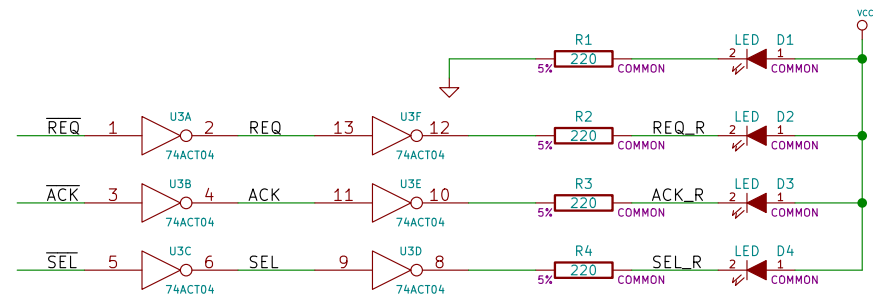 VCC
R1 LED D1
220 2 1
5% COMMON COMMON
U3A U3F R2 LED D2
REQ 1 2 REQ 13 12 220 REQ_R 2 1
74ACT04 74ACT04 5% COMMON COMMON
U3B U3E R3 LED D3
ACK 3 4 ACK 11 10 220 ACK_R 2 1
74ACT04 74ACT04 5% COMMON COMMON
U3C U3D R4 LED D4
SEL 5 6 SEL 9 8 220 SEL_R 2 1
74ACT04 74ACT04 5% COMMON COMMON